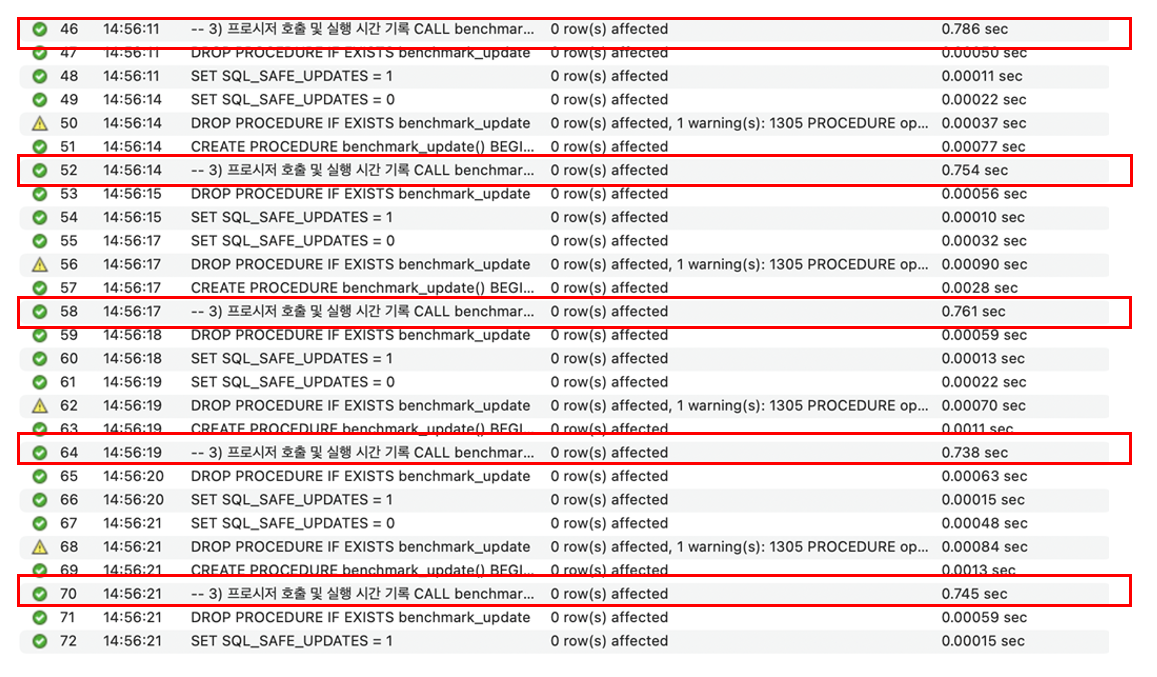 46 14:56:11 -- 3) 프로시저 호출 및 실행 시간 기록 CALL benchmar... 0 row(s) affected 0.786 sec
47 14:56:11 DROP PROCEDURE IF EXISTS benchmark_update 0 row(s) affected 0.00050 sec
48 14:56:11 SET SQL_SAFE_UPDATES = 1 0 row(s) affected 0.00011 sec
49 14:56:14 SET SQL_SAFE_UPDATES = 0 0 row(s) affected 0.00022 sec
50 14:56:14 DROP PROCEDURE IF EXISTS benchmark_update 0 row(s) affected, 1 warning(s): 1305 PROCEDURE op... 0.00037 sec
51 14:56:14 CREATE PROCEDURE benchmark_update() BEGI... 0 row(s) affected 0.00077 sec
52 14:56:14 -- 3) 프로시저 호출 및 실행 시간 기록 CALL benchmar... 0 row(s) affected 0.754 sec
53 14:56:15 DROP PROCEDURE IF EXISTS benchmark_update 0 row(s) affected 0.00056 sec
54 14:56:15 SET SQL_SAFE_UPDATES = 1 0 row(s) affected 0.00010 sec
55 14:56:17 SET SQL_SAFE_UPDATES = 0 0 row(s) affected 0.00032 sec
56 14:56:17 DROP PROCEDURE IF EXISTS benchmark_update 0 row(s) affected, 1 warning(s): 1305 PROCEDURE op... 0.00090 sec
57 14:56:17 CREATE PROCEDURE benchmark_update() BEGI... 0 row(s) affected 0.0028 sec
58 14:56:17 -- 3) 프로시저 호출 및 실행 시간 기록 CALL benchmar... 0 row(s) affected 0.761 sec
59 14:56:18 DROP PROCEDURE IF EXISTS benchmark_update 0 row(s) affected 0.00059 sec
60 14:56:18 SET SQL_SAFE_UPDATES = 1 0 row(s) affected 0.00013 sec
61 14:56:19 SET SQL_SAFE_UPDATES = 0 0 row(s) affected 0.00022 sec
62 14:56:19 DROP PROCEDURE IF EXISTS benchmark_update 0 row(s) affected, 1 warning(s): 1305 PROCEDURE op... 0.00070 sec
63 14:56:19 CREATE PROCEDURE benchmark_update() BEGI... 0 row(s) affected 0.0011 sec
64 14:56:19 -- 3) 프로시저 호출 및 실행 시간 기록 CALL benchmar... 0 row(s) affected 0.738 sec
65 14:56:20 DROP PROCEDURE IF EXISTS benchmark_update 0 row(s) affected 0.00063 sec
66 14:56:20 SET SQL_SAFE_UPDATES = 1 0 row(s) affected 0.00015 sec
67 14:56:21 SET SQL_SAFE_UPDATES = 0 0 row(s) affected 0.00048 sec
68 14:56:21 DROP PROCEDURE IF EXISTS benchmark_update 0 row(s) affected, 1 warning(s): 1305 PROCEDURE op... 0.00084 sec
69 14:56:21 CREATE PROCEDURE benchmark_update() BEGI... 0 row(s) affected 0.0013 sec
70 14:56:21 -- 3) 프로시저 호출 및 실행 시간 기록 CALL benchmar... 0 row(s) affected 0.745 sec
71 14:56:21 DROP PROCEDURE IF EXISTS benchmark_update 0 row(s) affected 0.00059 sec
72 14:56:21 SET SQL_SAFE_UPDATES = 1 0 row(s) affected 0.00015 sec